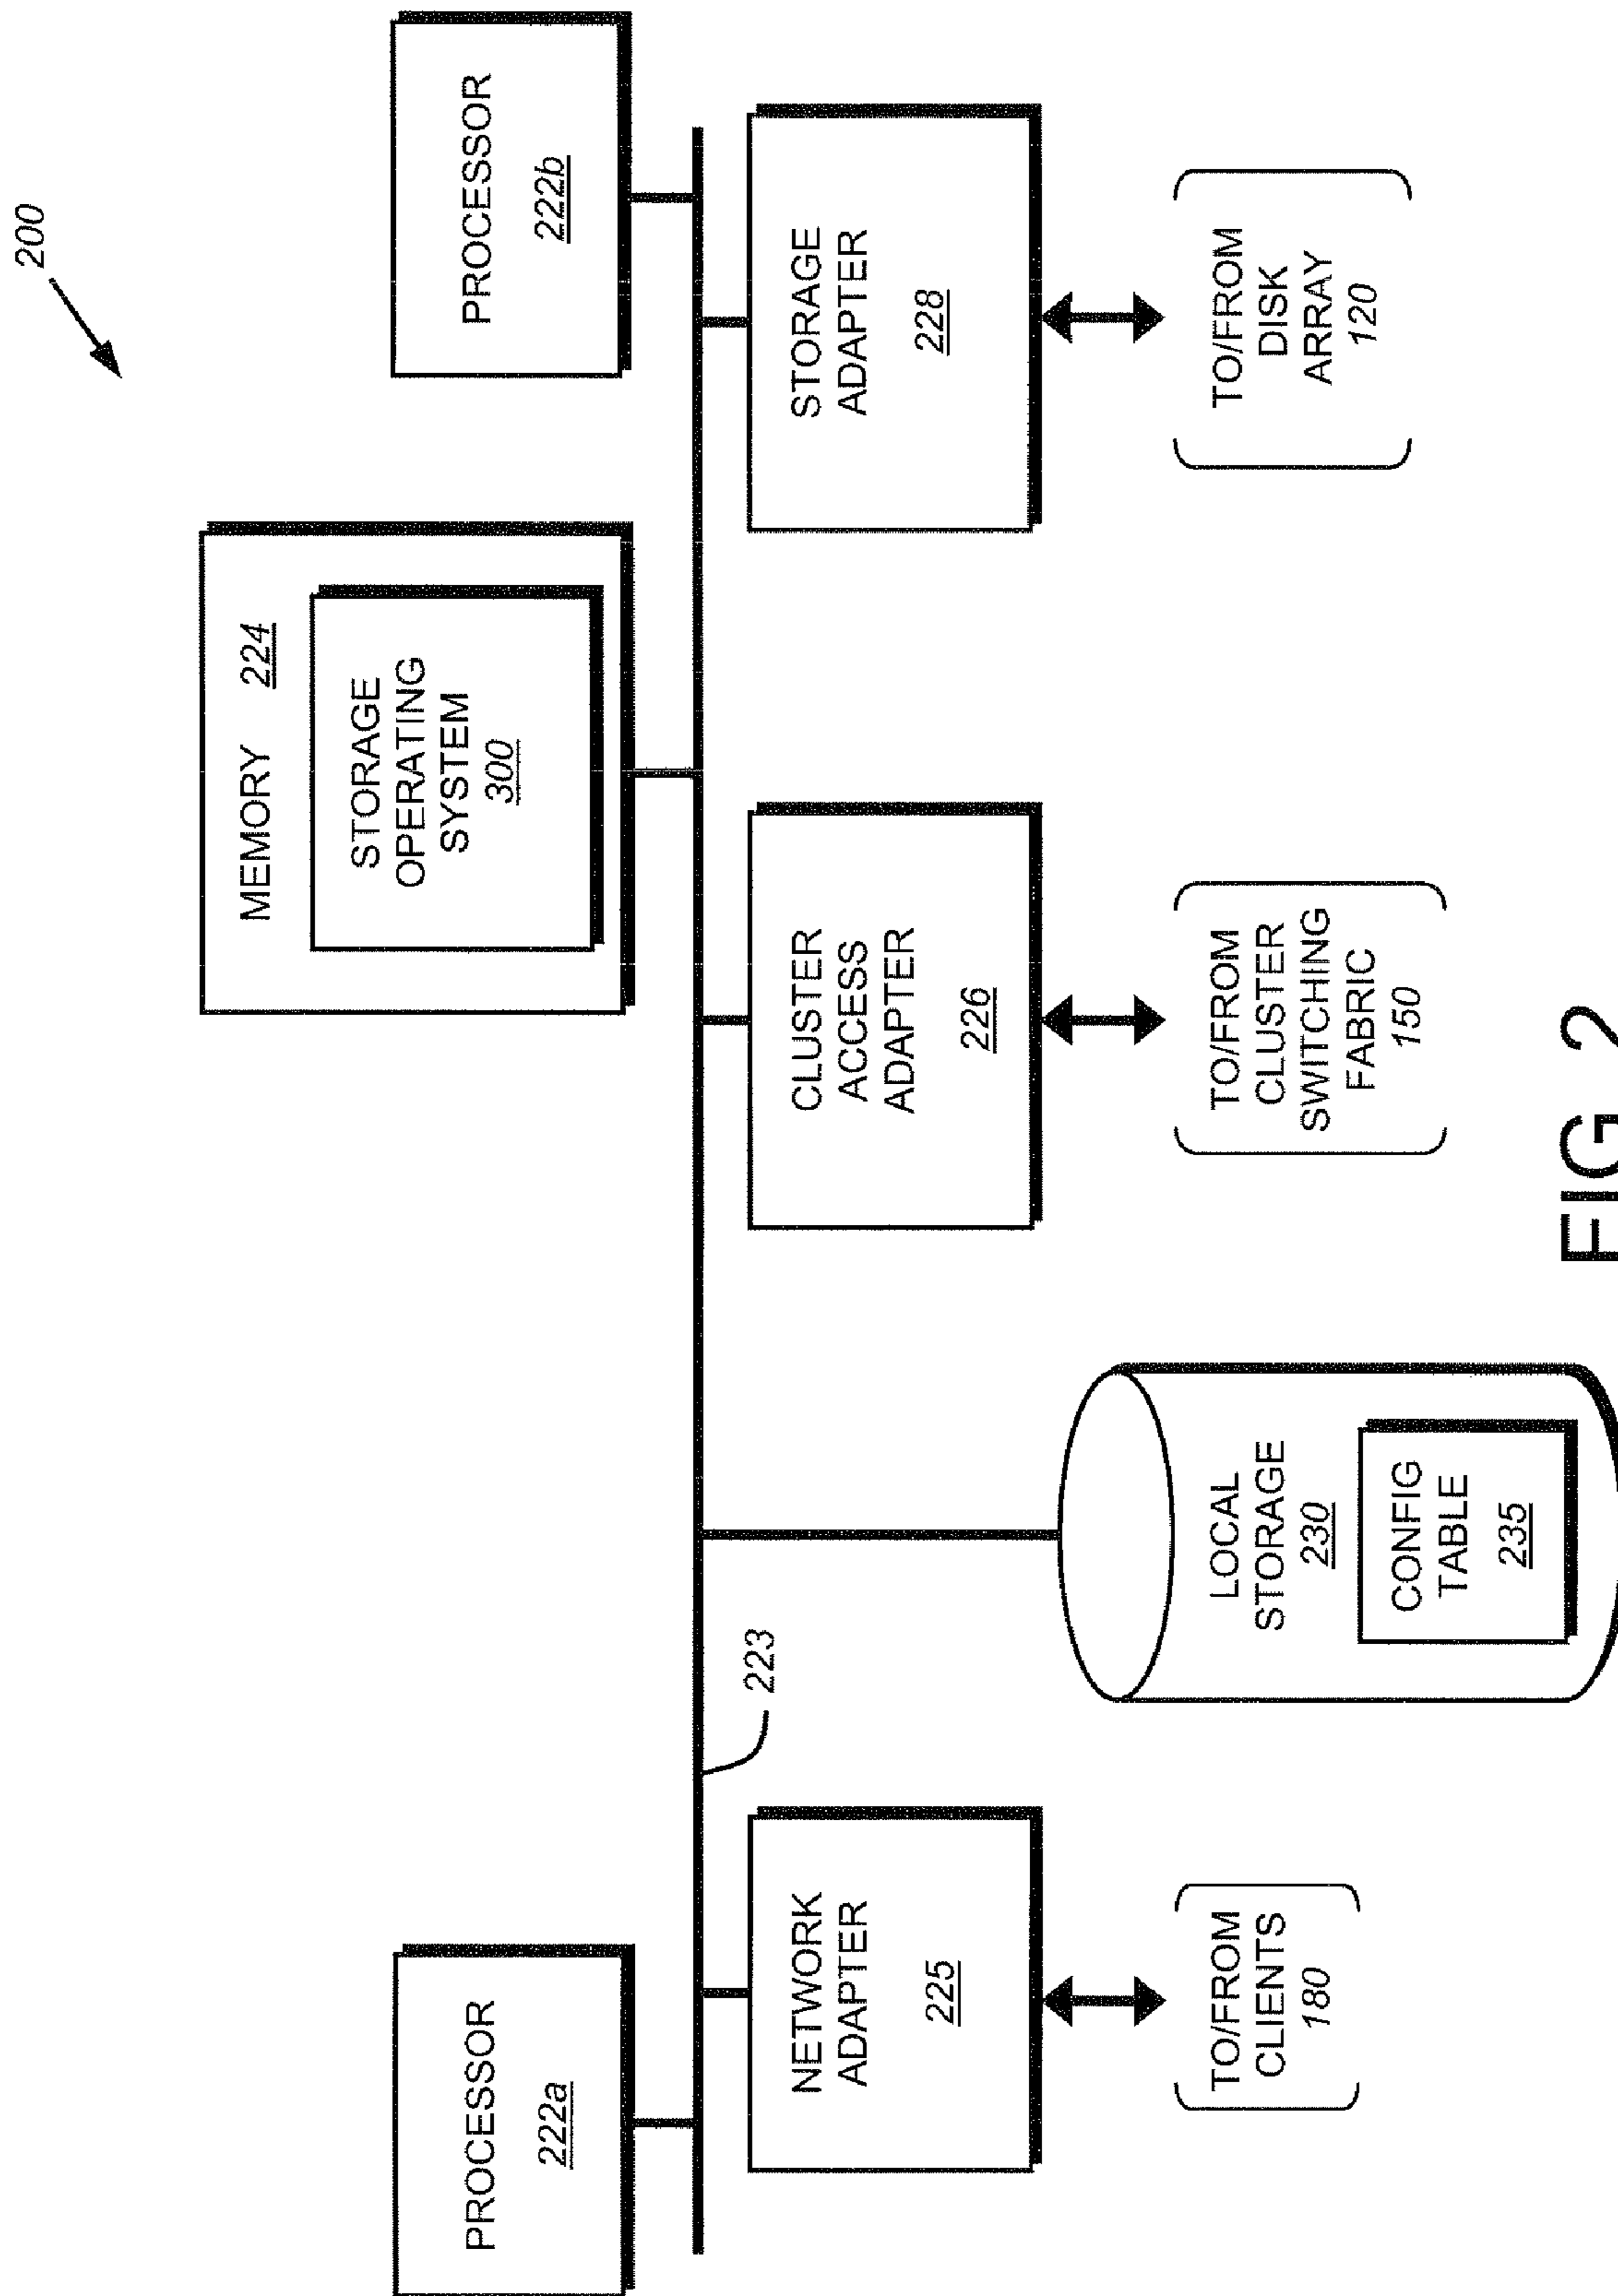 200
PROCESSOR
222a
MEMORY 224
STORAGE
OPERATING
SYSTEM
300
PROCESSOR
222b
223
NETWORK
ADAPTER
225
CLUSTER
ACCESS
ADAPTER
226
STORAGE
ADAPTER
228
TO/FROM
CLIENTS
180
LOCAL
STORAGE
230
CONFIG
TABLE
235
TO/FROM
CLUSTER
SWITCHING
FABRIC
150
TO/FROM
DISK
ARRAY
120
FIG 2